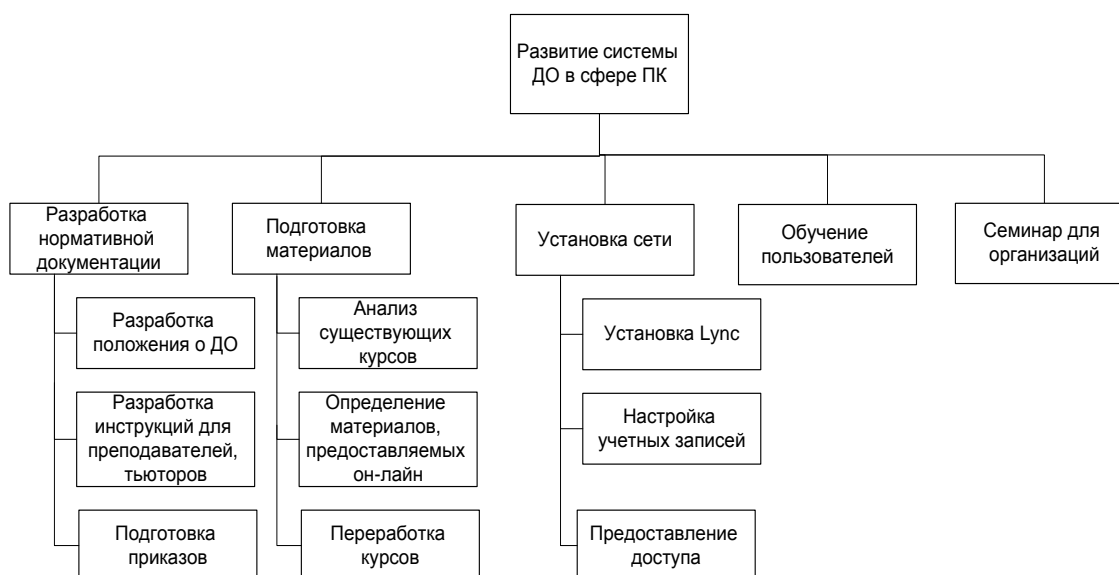 Развитие системы
ДО в сфере ПК
Разработка
нормативной
документации
Подготовка
материалов
Установка сети
Обучение
пользователей
Семинар для
организаций
Разработка
положения о ДО
Анализ
существующих
курсов
Установка Lync
Разработка
инструкций для
преподавателей,
тьюторов
Определение
материалов,
предоставляемых
он-лайн
Настройка
учетных записей
Подготовка
приказов
Переработка
курсов
Предоставление
доступа